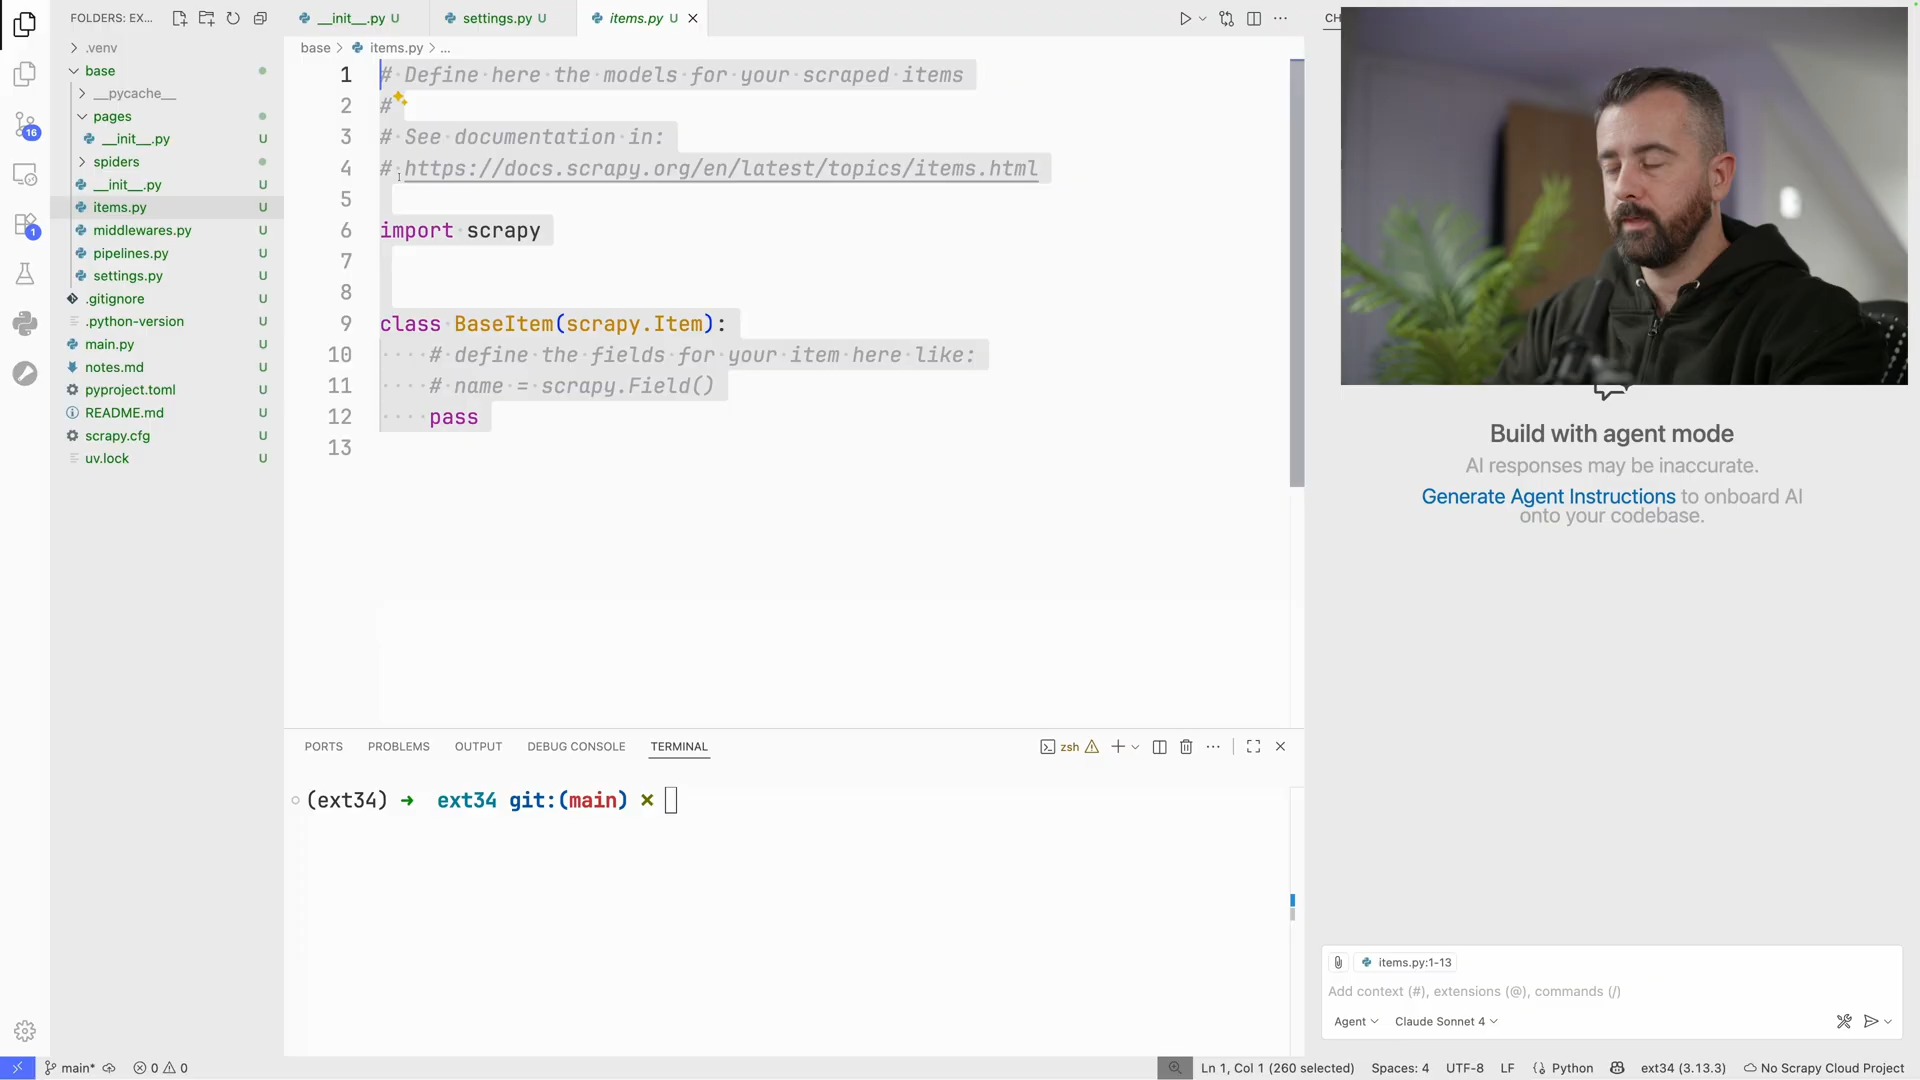 FOLDERS: EX...
.venv
base
__pycache__
pages
__init__.py U
spiders
__init__.py U
items.py U
middlewares.py U
pipelines.py U
settings.py U
.gitignore U
.python-version U
main.py U
notes.md U
pyproject.toml U
README.md U
scrapy.cfg U
uv.lock U
16
1
__init__.py U
settings.py U
items.py U
base > items.py > ...
1 # Define here the models for your scraped items
2 #
3 # See documentation in:
4 # https://docs.scrapy.org/en/latest/topics/items.html
5
6 import scrapy
7
8
9 class BaseItem(scrapy.Item):
10 # define the fields for your item here like:
11 # name = scrapy.Field()
12 pass
13
PORTS PROBLEMS OUTPUT DEBUG CONSOLE TERMINAL
zsh
(ext34) ➜ ext34 git:(main) ✗
CH
Build with agent mode
AI responses may be inaccurate.
Generate Agent Instructions to onboard AI
onto your codebase.
items.py:1-13
Add context (#), extensions (@), commands (/)
Agent Claude Sonnet 4
main* 0 0
Ln 1, Col 1 (260 selected) Spaces: 4 UTF-8 LF Python ext34 (3.13.3) No Scrapy Cloud Project